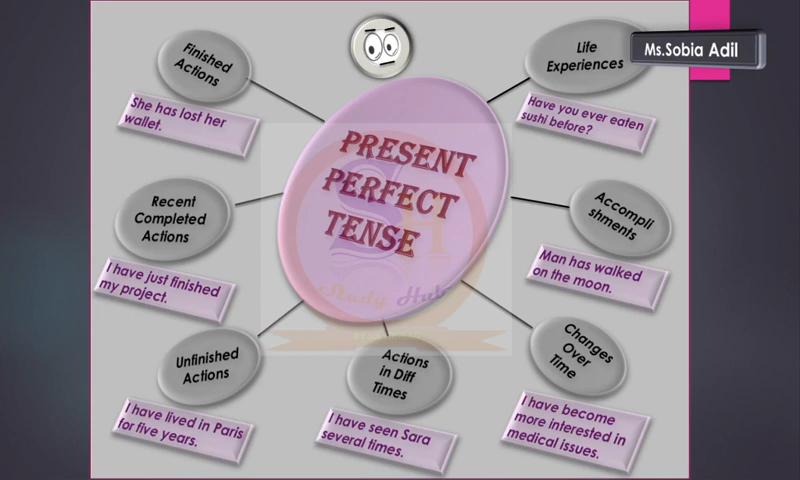 Ms.Sobia Adil
Finished
Actions
She has lost her
wallet.
Life
Experiences
Have you ever eaten
sushi before?
PRESENT
PERFECT
TENSE
Study Hub
Recent
Completed
Actions
I have just finished
my project.
Accompli
shments
Man has walked
on the moon.
Unfinished
Actions
I have lived in Paris
for five years.
Actions
in Diff
Times
I have seen Sara
several times.
Changes
Over
Time
I have become
more interested in
medical issues.